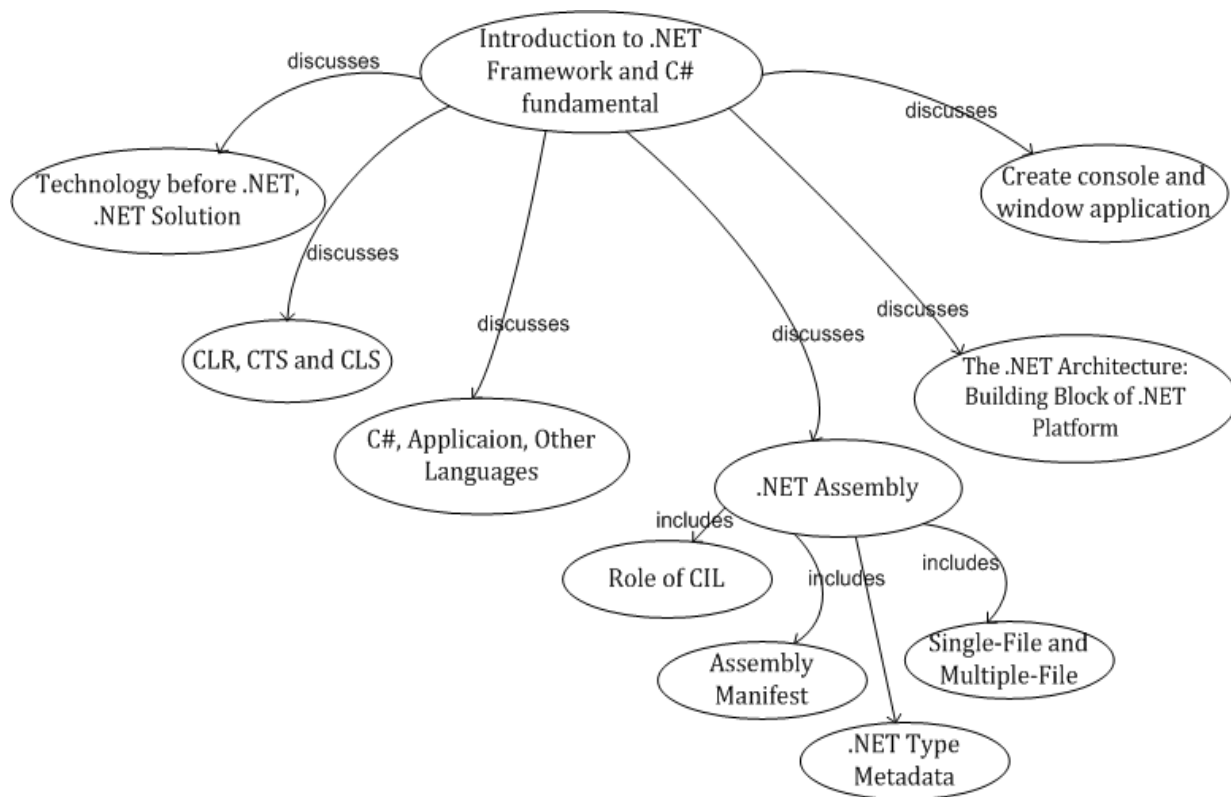 Introduction to .NET
Framework and C#
fundamental
discusses
discusses
Technology before .NET,
.NET Solution
Create console and
window application
discusses
discusses
discusses
discusses
CLR, CTS and CLS
The .NET Architecture:
Building Block of .NET
Platform
C#, Applicaion, Other
Languages
.NET Assembly
includes
includes
includes
Role of CIL
Single-File and
Multiple-File
Assembly
Manifest
.NET Type
Metadata